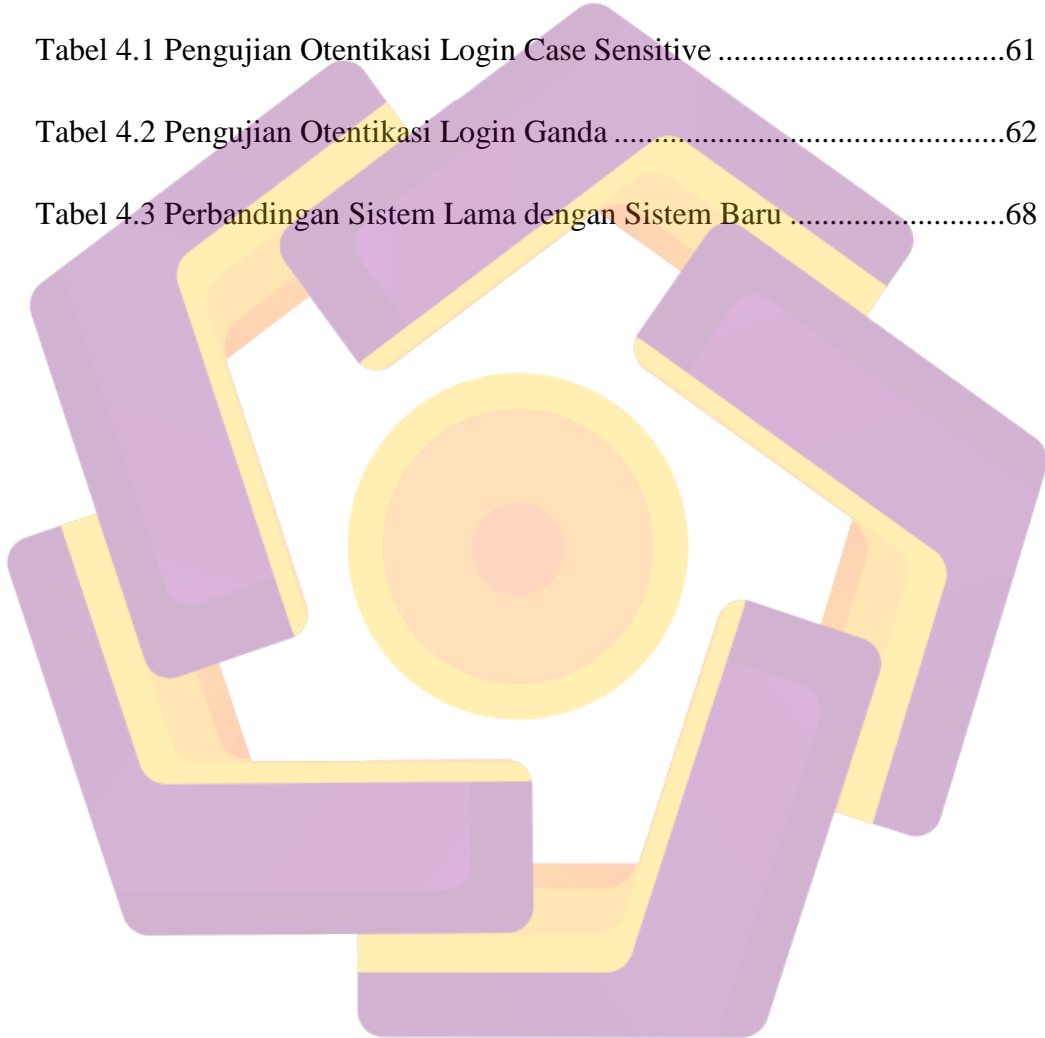 Tabel 4.1 Pengujian Otentikasi Login Case Sensitive ................................61
Tabel 4.2 Pengujian Otentikasi Login Ganda ...........................................62
Tabel 4.3 Perbandingan Sistem Lama dengan Sistem Baru ........................68